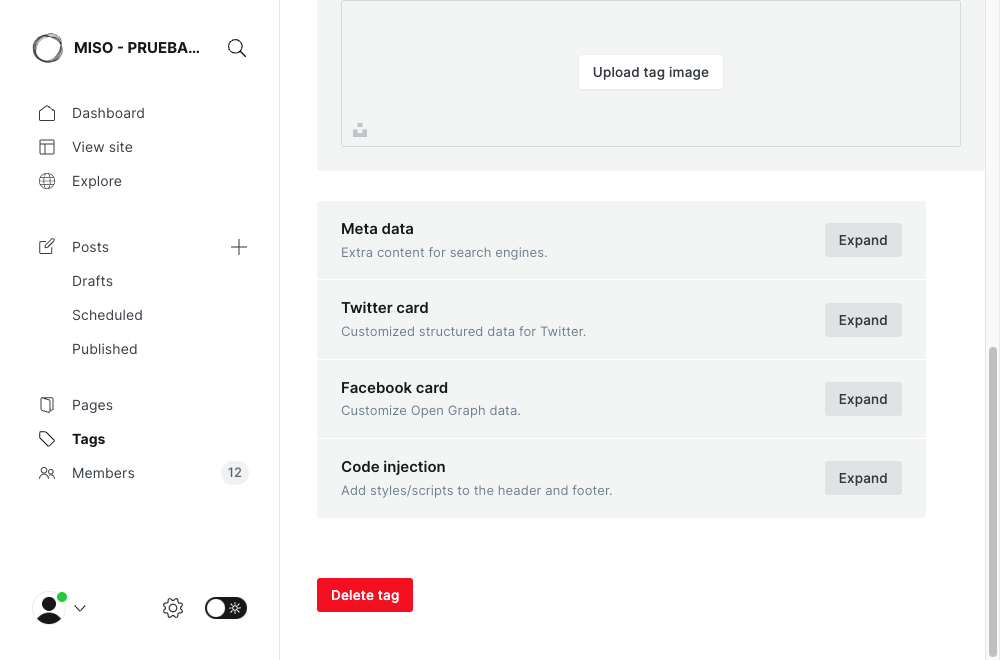 MISO - PRUEBA...
Dashboard
View site
Explore
Posts
Drafts
Scheduled
Published
Pages
Tags
Members
12
Upload tag image
Meta data
Extra content for search engines.
Expand
Twitter card
Customized structured data for Twitter.
Expand
Facebook card
Customize Open Graph data.
Expand
Code injection
Add styles/scripts to the header and footer.
Expand
Delete tag